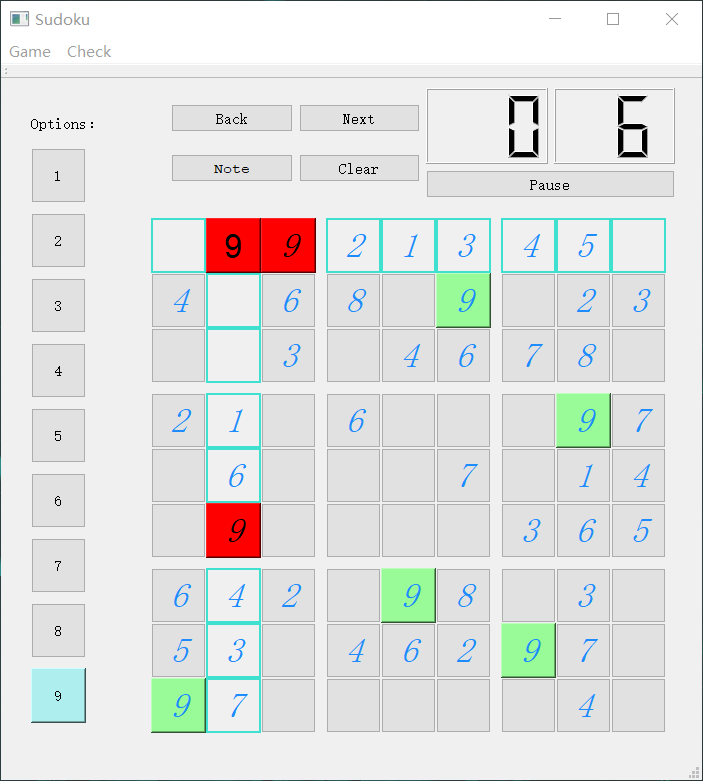 Sudoku
Game Check
Options:
Back Next
0 6
Note Clear
Pause
1
2
3
4
5
6
7
8
9
9 9 2 1 3 4 5
4 6 8 9 2 3
3 4 6 7 8
2 1 6 9 7
6 7 1 4
9 3 6 5
6 4 2 9 8 3
5 3 4 6 2 9 7
9 7 4